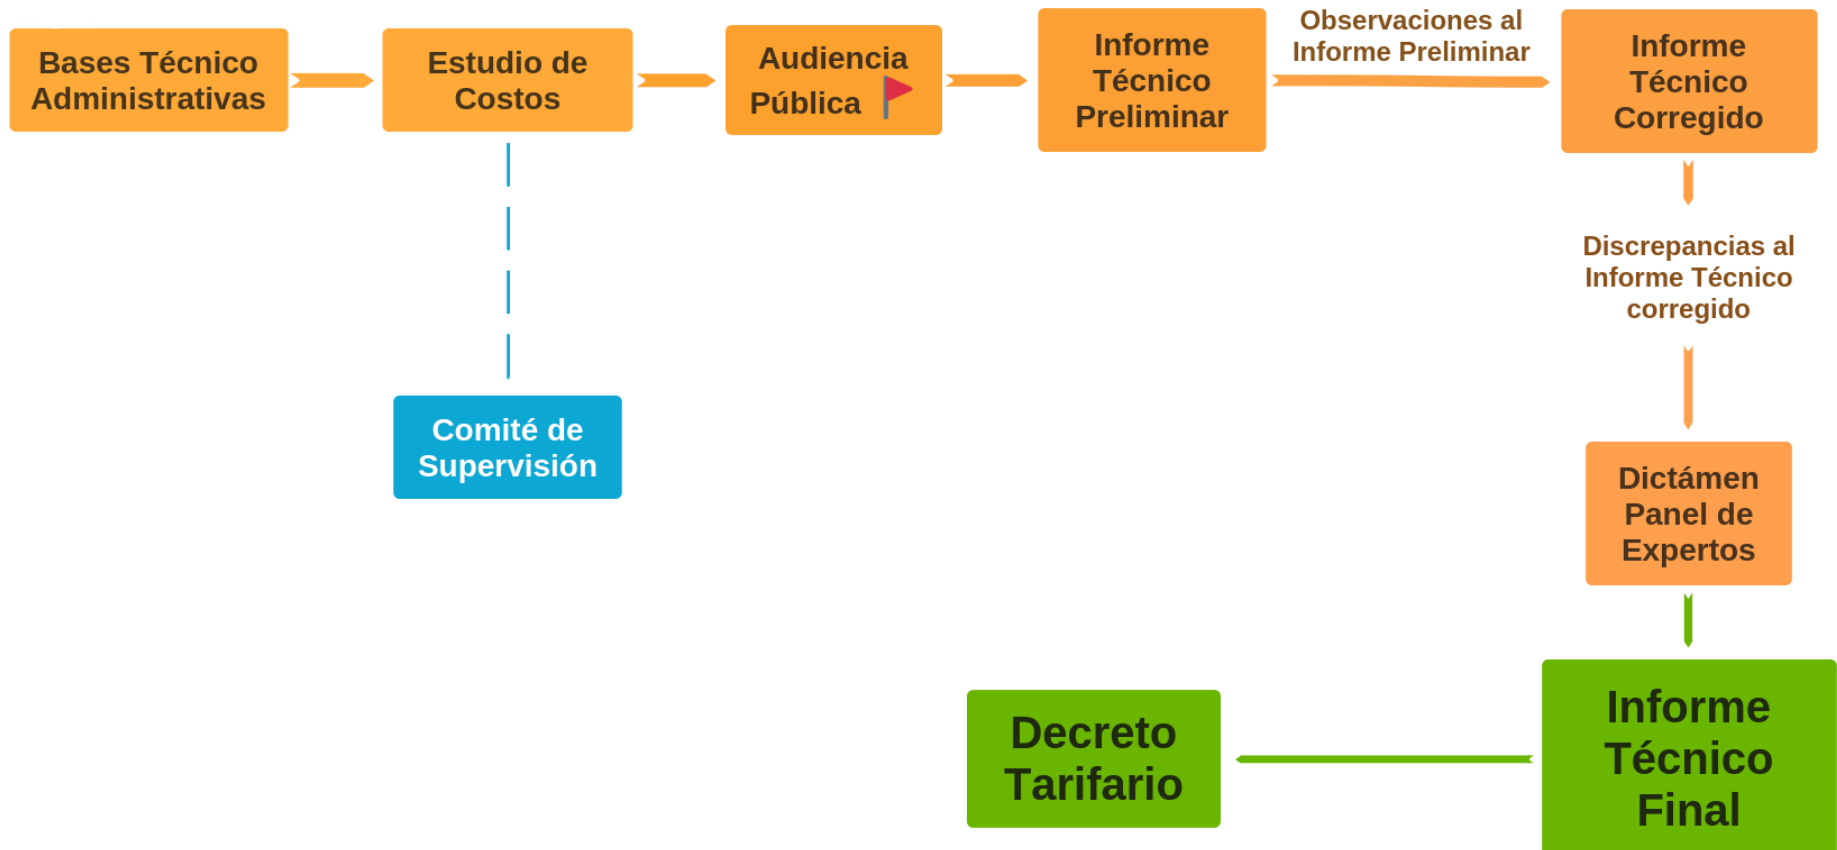 Bases Técnico
Administrativas
Estudio de
Costos
Audiencia
Pública
Informe
Técnico
Preliminar
Observaciones al
Informe Preliminar
Informe
Técnico
Corregido
Discrepancias al
Informe Técnico
corregido
Comité de
Supervisión
Dictámen
Panel de
Expertos
Informe
Técnico
Final
Decreto
Tarifario